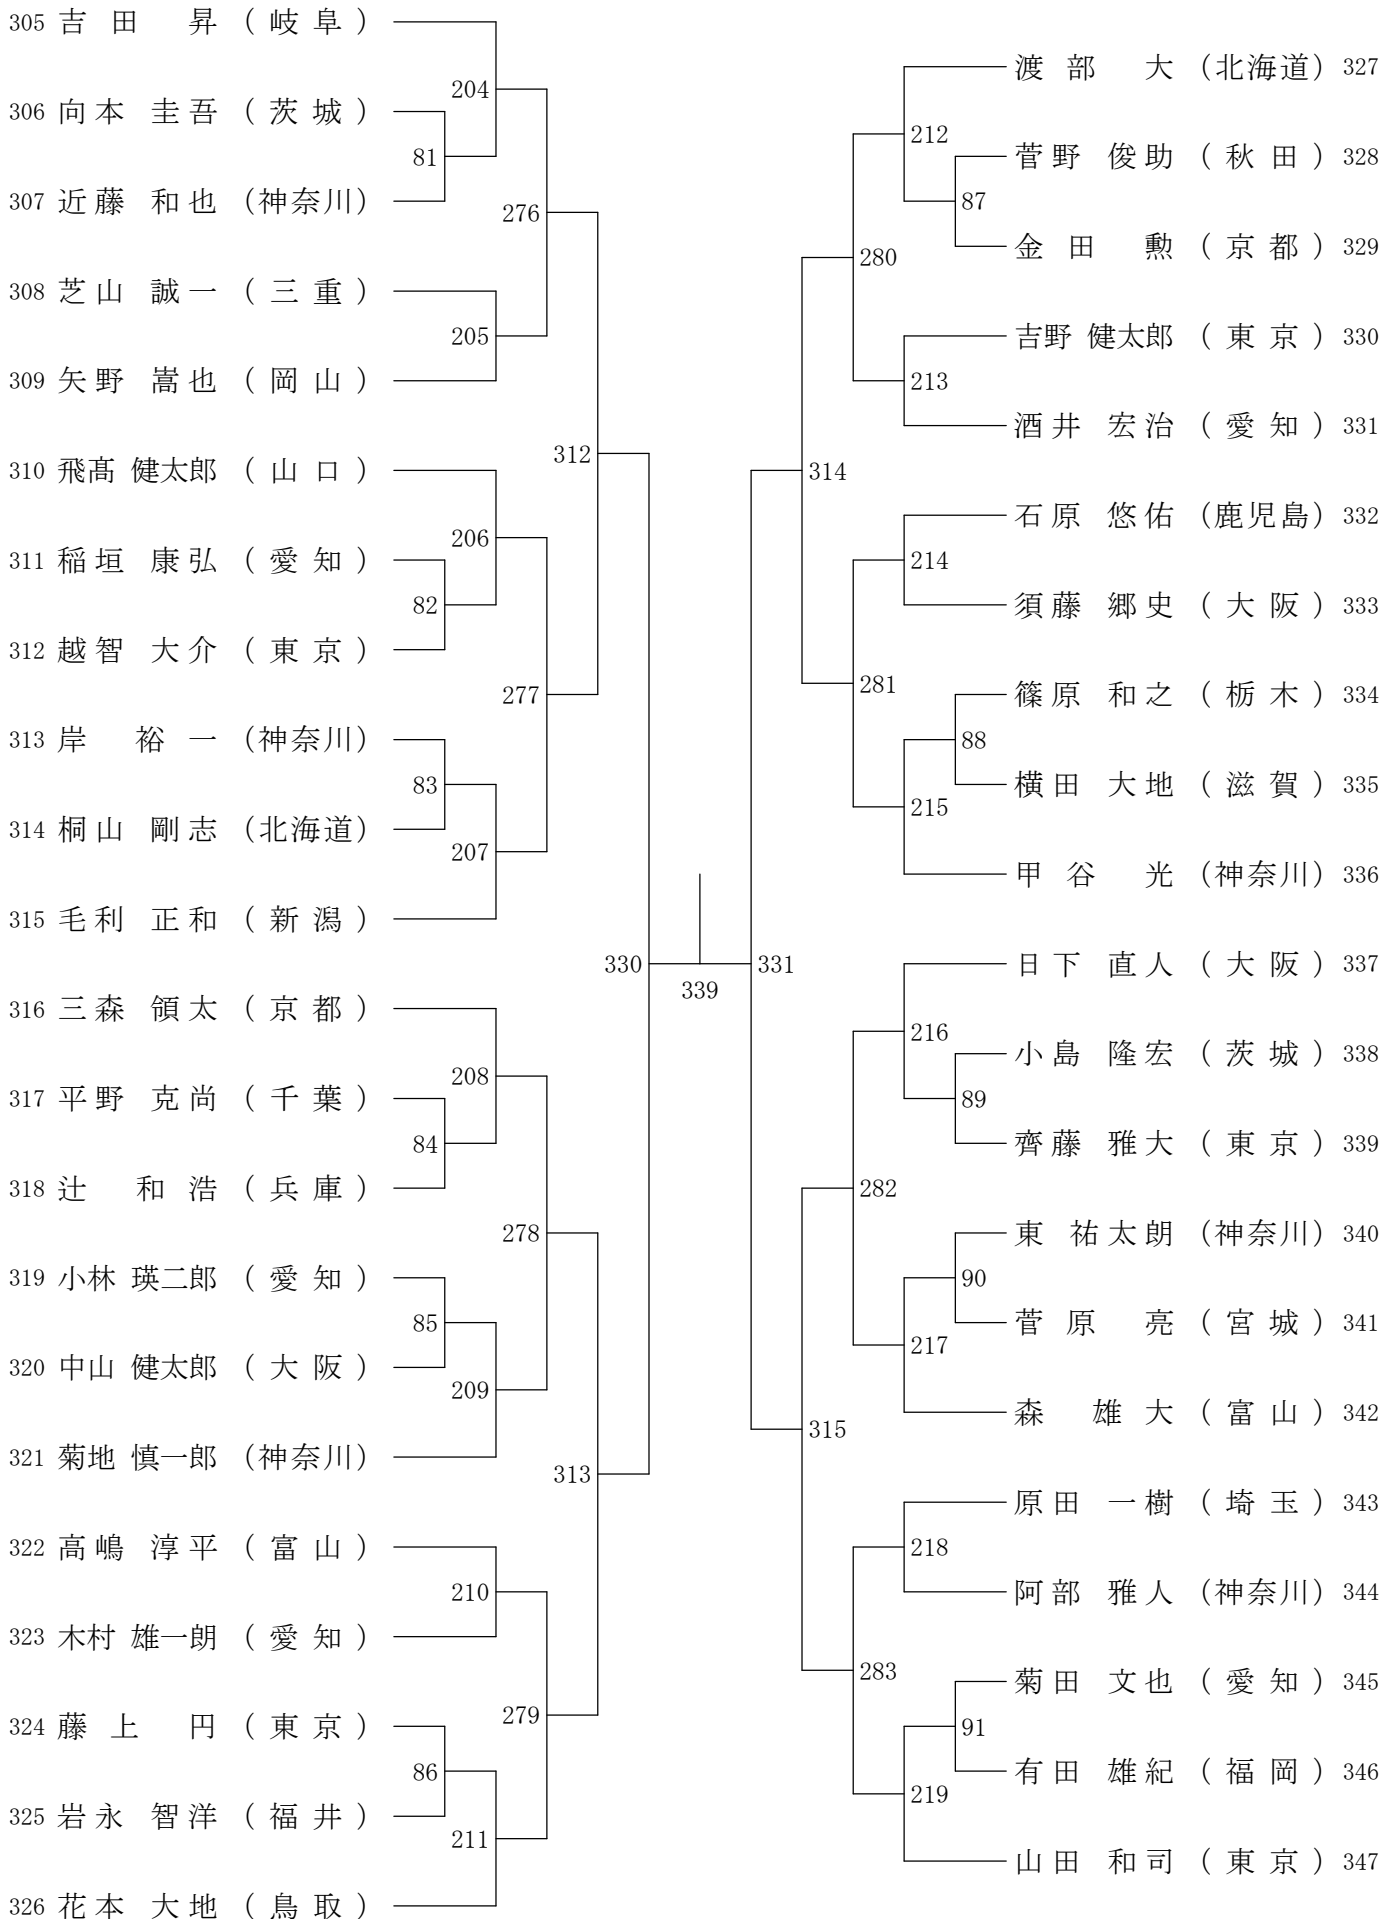 305 吉田 昇 (岐阜)
306 向本 圭吾 (茨城)
307 近藤 和也 (神奈川)
308 芝山 誠一 (三重)
309 矢野 嵩也 (岡山)
310 飛髙 健太郎 (山口)
311 稲垣 康弘 (愛知)
312 越智 大介 (東京)
313 岸 裕一 (神奈川)
314 桐山 剛志 (北海道)
315 毛利 正和 (新潟)
316 三森 領太 (京都)
317 平野 克尚 (千葉)
318 辻 和浩 (兵庫)
319 小林 瑛二郎 (愛知)
320 中山 健太郎 (大阪)
321 菊地 慎一郎 (神奈川)
322 高嶋 淳平 (富山)
323 木村 雄一朗 (愛知)
324 藤上 円 (東京)
325 岩永 智洋 (福井)
326 花本 大地 (鳥取)
81
82
83
84
85
86
204
205
206
207
208
209
210
211
276
277
278
279
312
313
330
339
331
314
315
280
281
282
283
212
213
214
215
216
217
218
219
87
88
89
90
91
渡部 大 (北海道) 327
菅野 俊助 (秋田) 328
金田 勲 (京都) 329
吉野 健太郎 (東京) 330
酒井 宏治 (愛知) 331
石原 悠佑 (鹿児島) 332
須藤 郷史 (大阪) 333
篠原 和之 (栃木) 334
横田 大地 (滋賀) 335
甲谷 光 (神奈川) 336
日下 直人 (大阪) 337
小島 隆宏 (茨城) 338
齊藤 雅大 (東京) 339
東 祐太朗 (神奈川) 340
菅原 亮 (宮城) 341
森 雄大 (富山) 342
原田 一樹 (埼玉) 343
阿部 雅人 (神奈川) 344
菊田 文也 (愛知) 345
有田 雄紀 (福岡) 346
山田 和司 (東京) 347